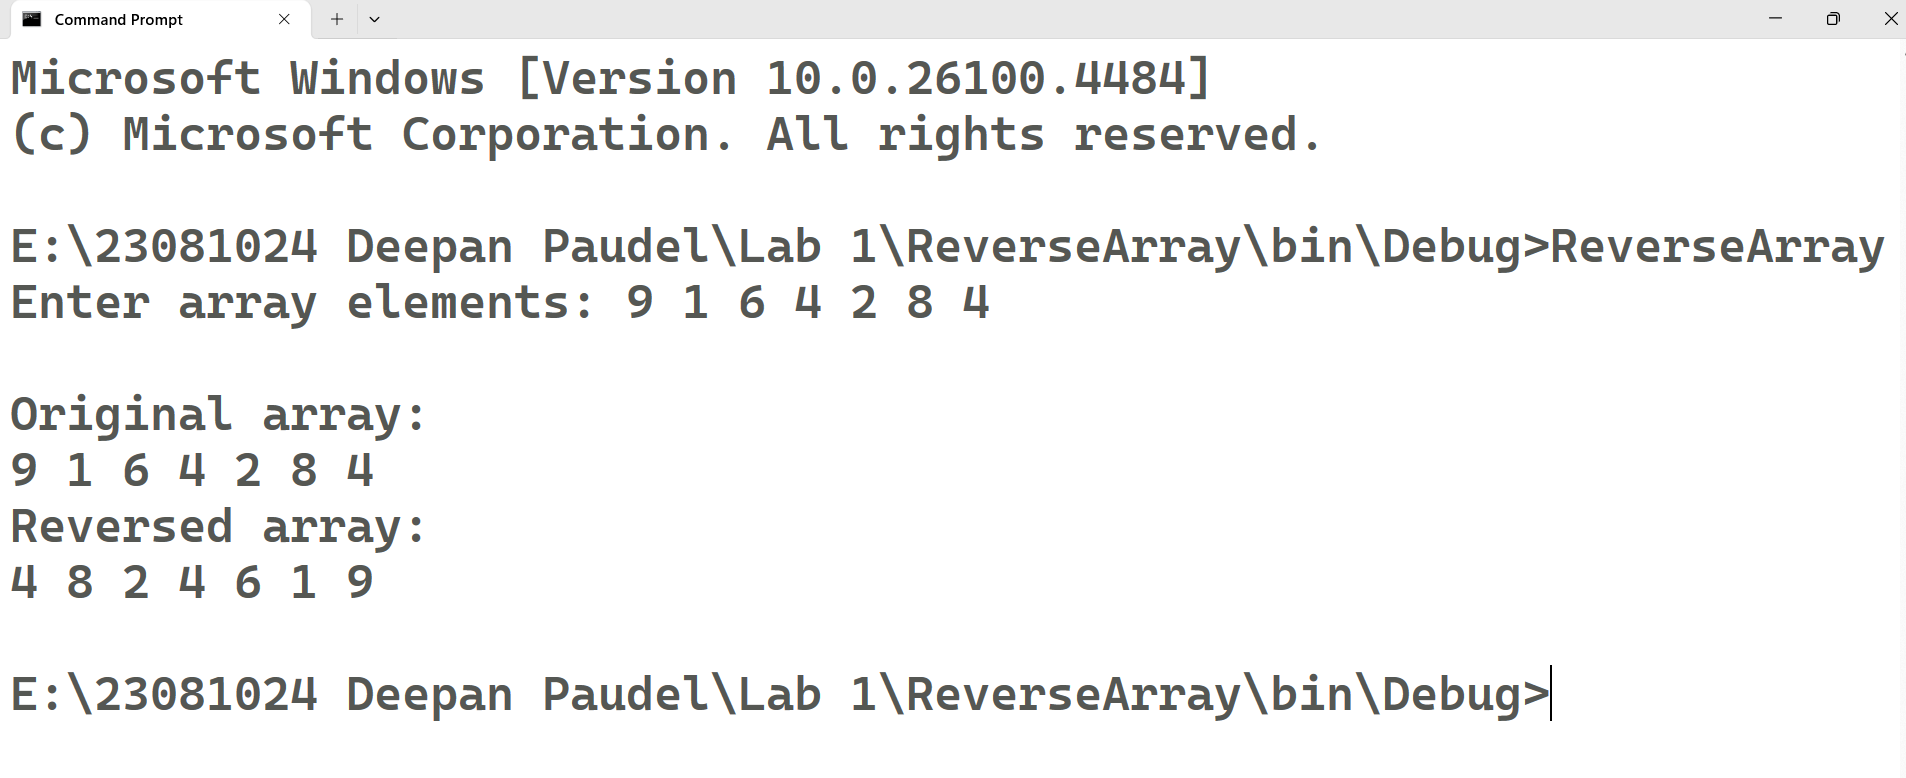 Command Prompt
Microsoft Windows [Version 10.0.26100.4484]
(c) Microsoft Corporation. All rights reserved.
E:\23081024 Deepan Paudel\Lab 1\ReverseArray\bin\Debug>ReverseArray
Enter array elements: 9 1 6 4 2 8 4
Original array:
9 1 6 4 2 8 4
Reversed array:
4 8 2 4 6 1 9
E:\23081024 Deepan Paudel\Lab 1\ReverseArray\bin\Debug>